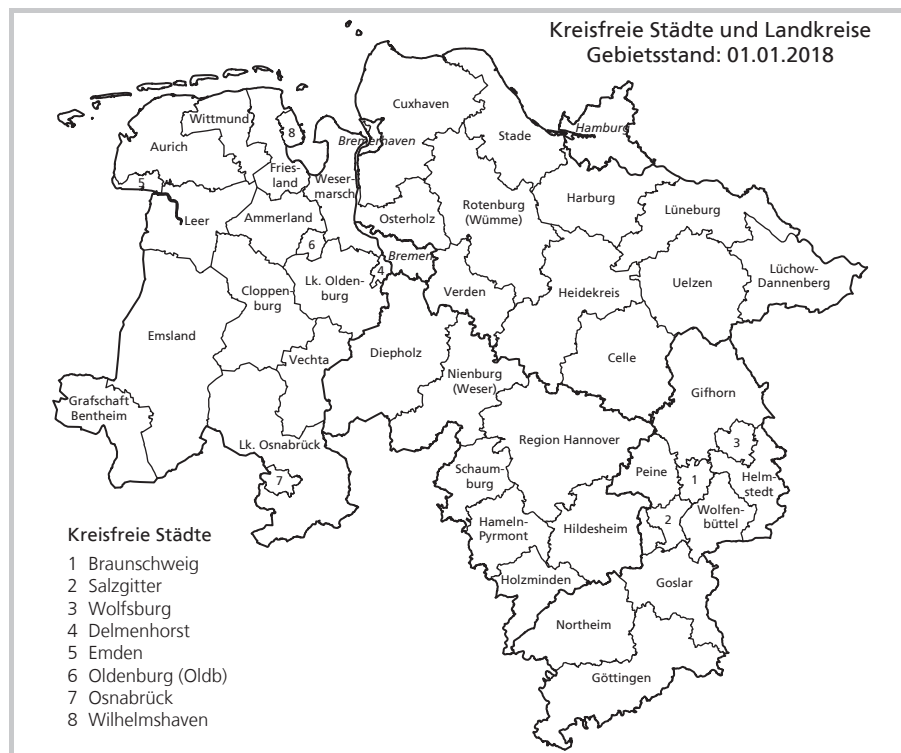 Kreisfreie Städte und Landkreise
Gebietsstand: 01.01.2018
Cuxhaven
Wittmund
8
Stade
Hamburg
Aurich
Bremerhaven
Fries-
land
Weser-
marsch
5
Harburg
Rotenburg
(Wümme)
Lüneburg
Leer
Ammerland
Osterholz
6
Bremen
4
Lüchow-
Dannenberg
Lk. Olden-
burg
Uelzen
Cloppen-
burg
Verden
Heidekreis
Emsland
Vechta
Diepholz
Celle
Nienburg
(Weser)
Gifhorn
Grafschaft
Bentheim
Region Hannover
3
Lk. Osnabrück
Schaum-
burg
Peine
1
Helm-
stedt
7
2
Wolfen-
büttel
Hameln-
Pyrmont
Hildesheim
Holzminden
Goslar
Northeim
Göttingen
Kreisfreie Städte
1 Braunschweig
2 Salzgitter
3 Wolfsburg
4 Delmenhorst
5 Emden
6 Oldenburg (Oldb)
7 Osnabrück
8 Wilhelmshaven